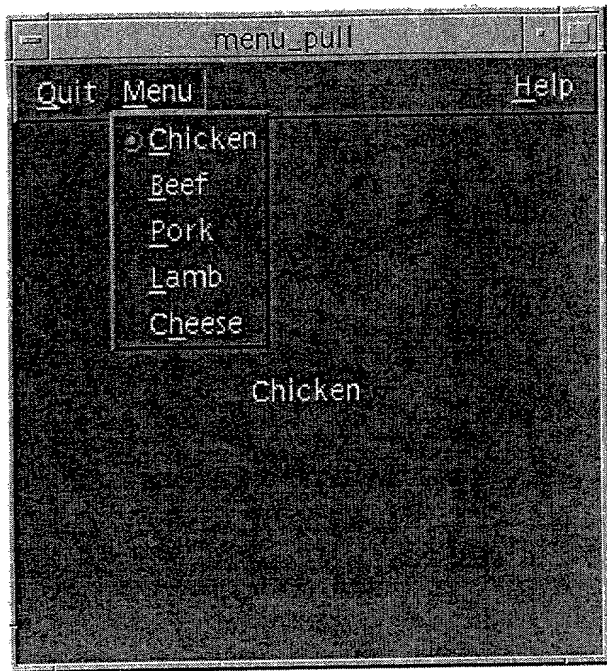 menu_pull
Quit Menu Help
Chicken
Beef
Pork
Lamb
Cheese
Chicken